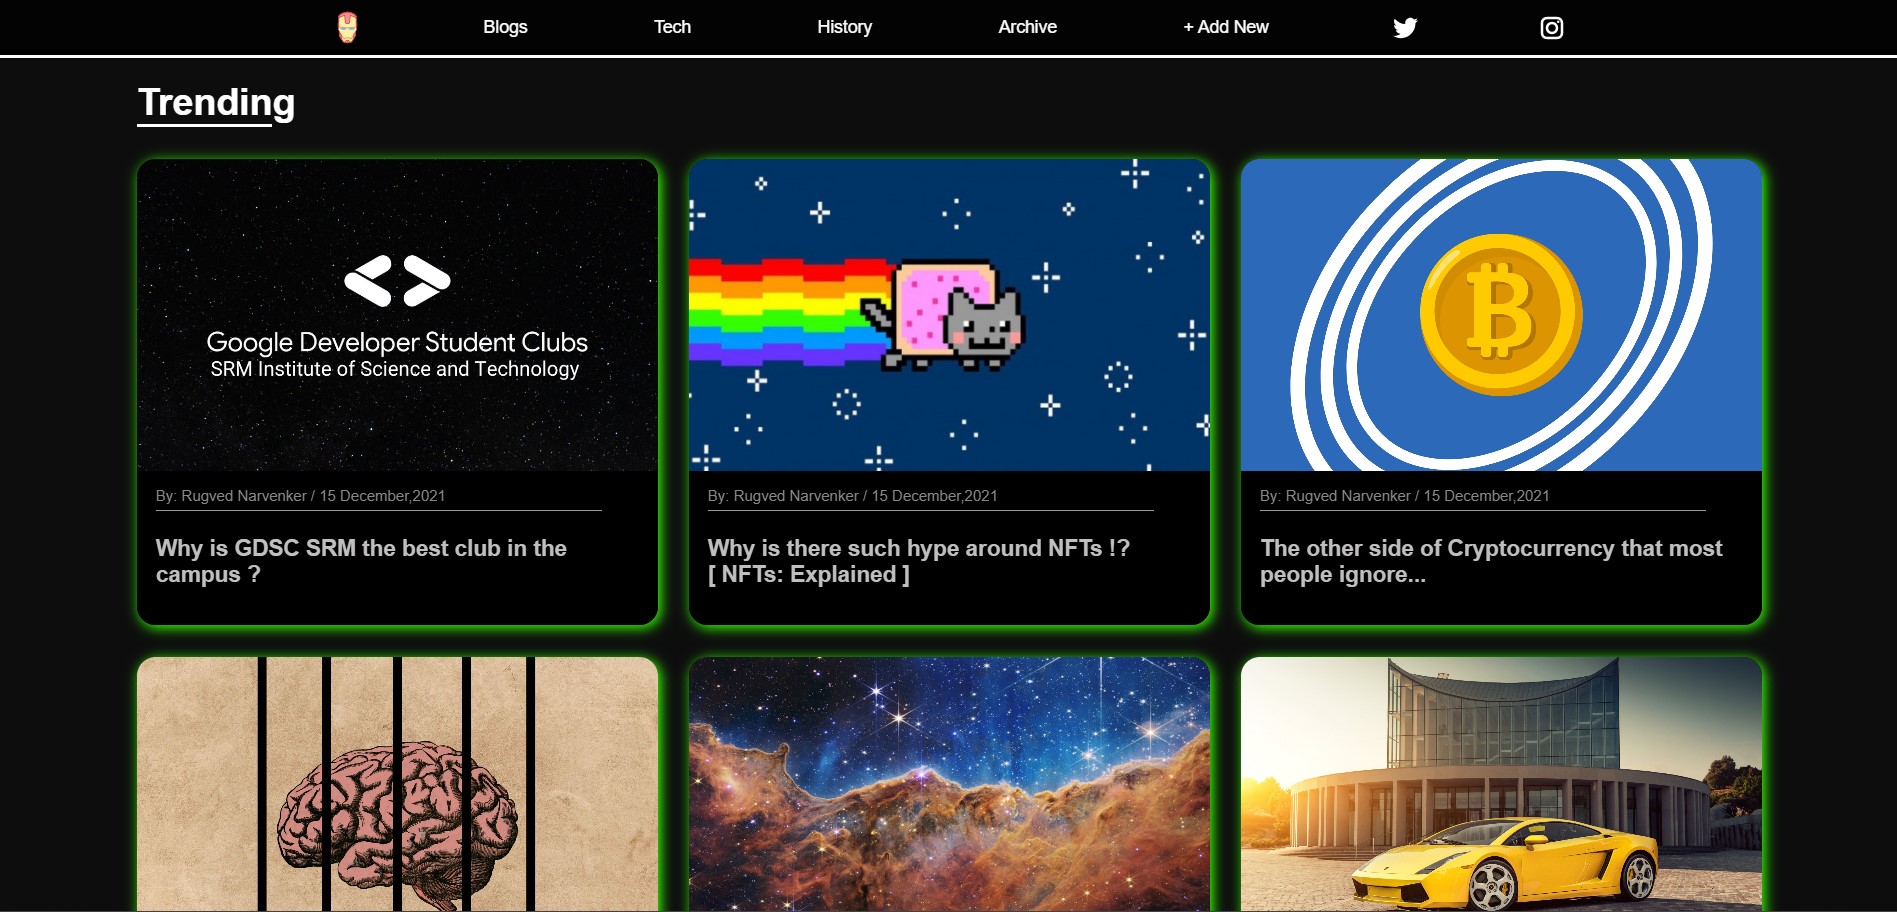 Blogs
Tech
History
Archive
+ Add New
Trending
Google Developer Student Clubs
SRM Institute of Science and Technology
By: Rugved Narvenker / 15 December,2021
Why is GDSC SRM the best club in the
campus ?
By: Rugved Narvenker / 15 December,2021
Why is there such hype around NFTs !?
[ NFTs: Explained ]
By: Rugved Narvenker / 15 December,2021
The other side of Cryptocurrency that most
people ignore...